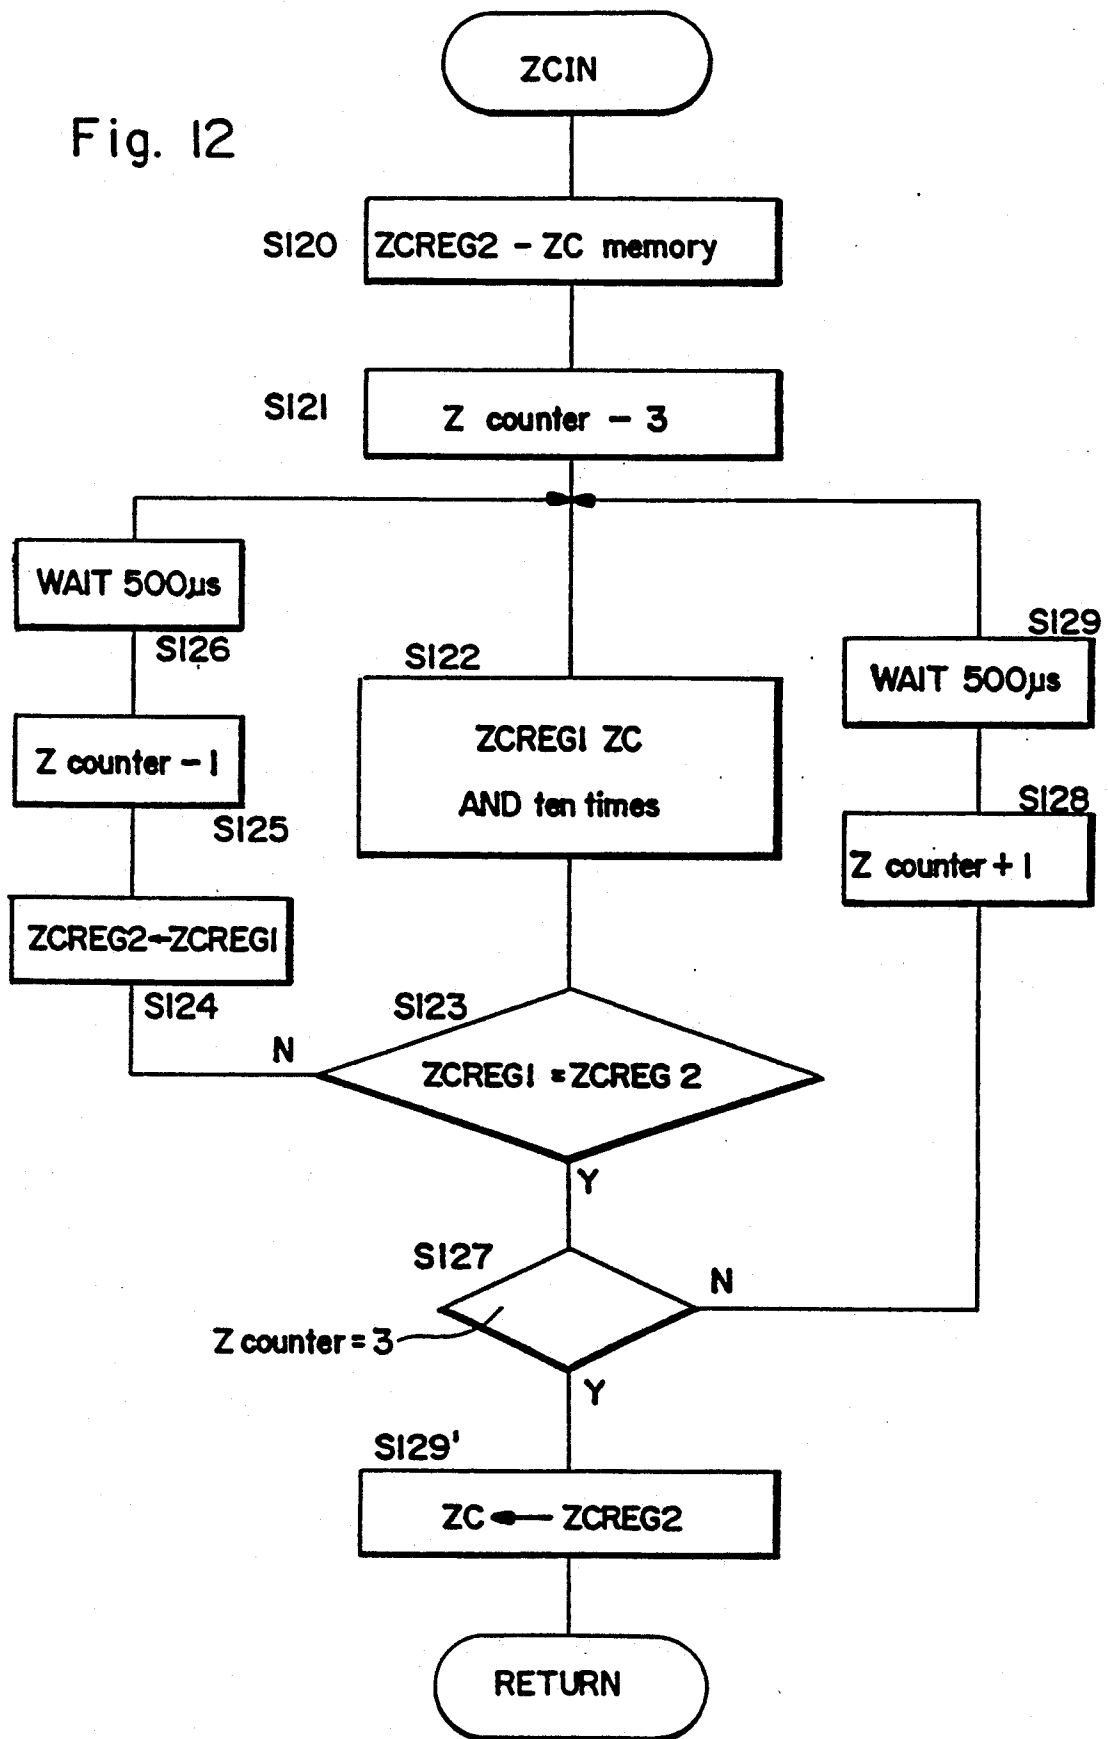 Fig. 12
ZCIN
S120
ZCREG2 - ZC memory
S121
Z counter - 3
WAIT 500µs
S126
Z counter - 1
S125
ZCREG2←ZCREG1
S124
S122
ZCREG1 ZC
AND ten times
S129
WAIT 500µs
S128
Z counter + 1
S123
N
ZCREG1 = ZCREG 2
Y
S127
N
Z counter = 3
Y
S129'
ZC ← ZCREG2
RETURN